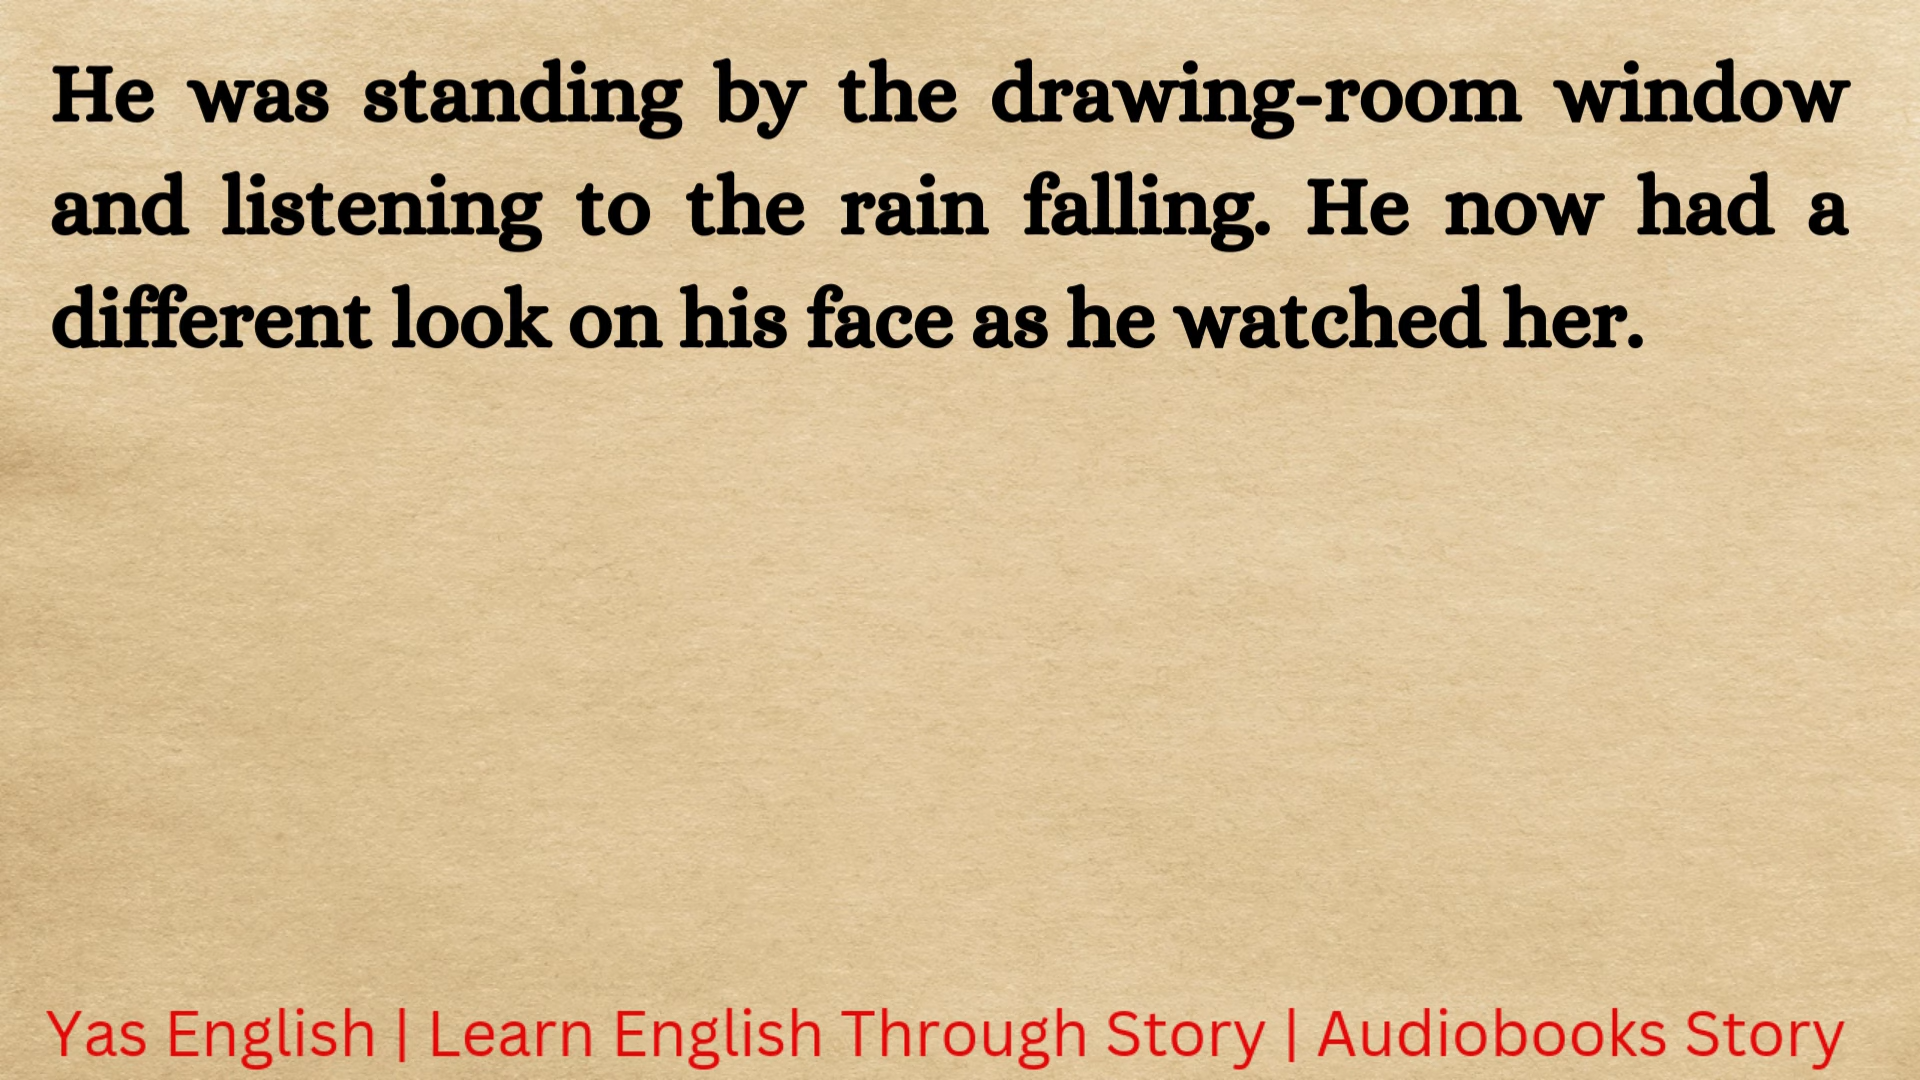 He was standing by the drawing-room window
and listening to the rain falling. He now had a
different look on his face as he watched her.
Yas English | Learn English Through Story | Audiobooks Story